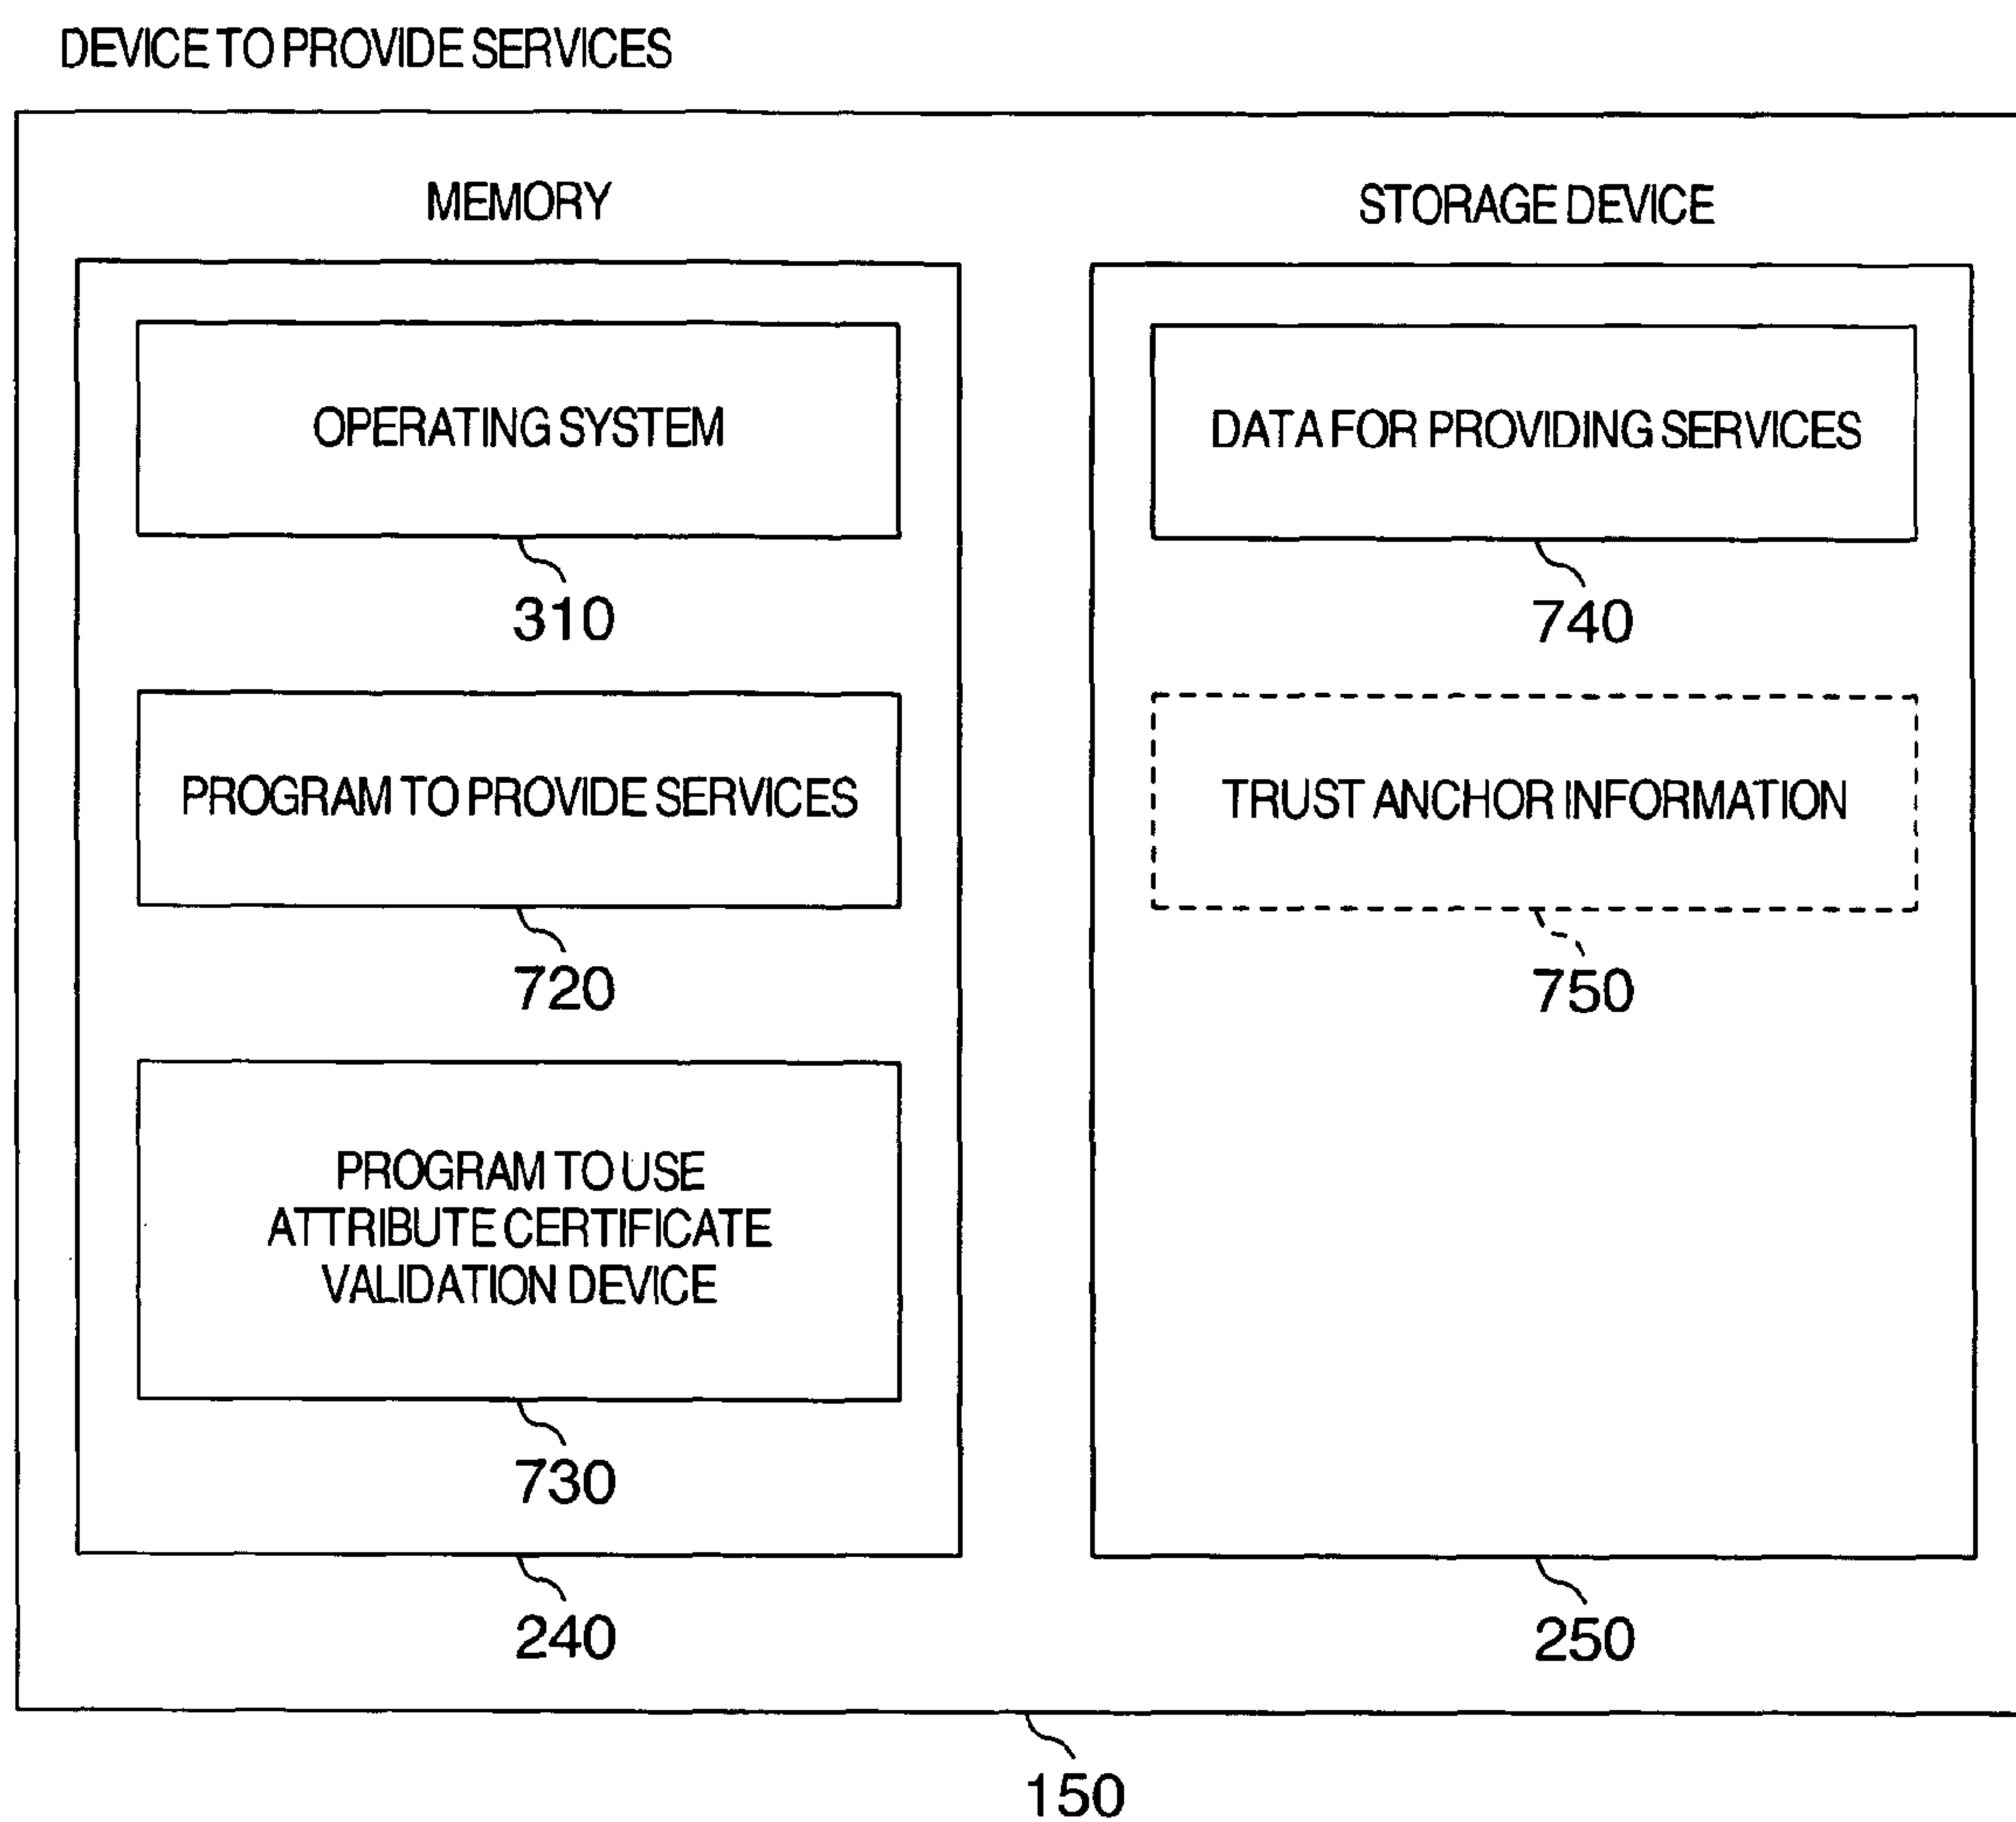 DEVICE TO PROVIDE SERVICES
MEMORY
OPERATING SYSTEM
310
PROGRAM TO PROVIDE SERVICES
720
PROGRAM TO USE
ATTRIBUTE CERTIFICATE
VALIDATION DEVICE
730
240
STORAGE DEVICE
DATA FOR PROVIDING SERVICES
740
TRUST ANCHOR INFORMATION
750
250
150